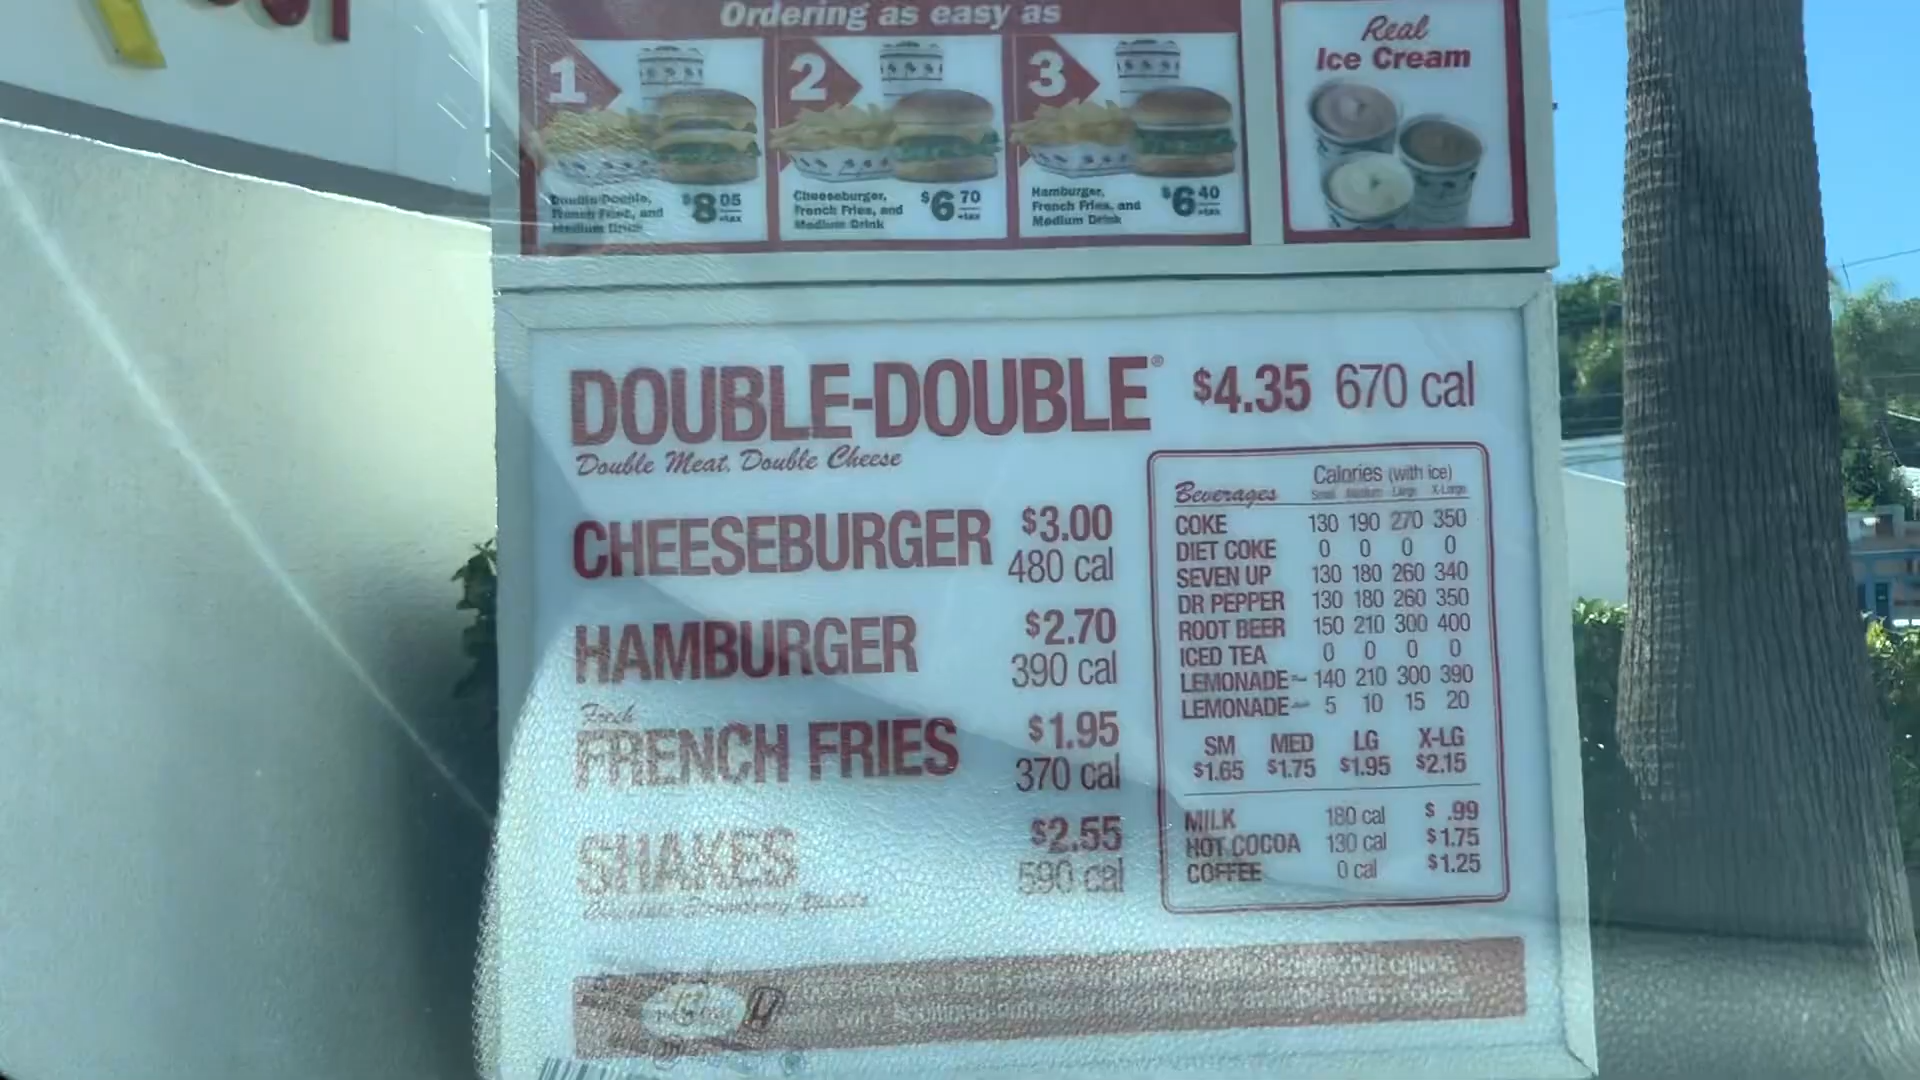 Ordering as easy as
1
2
3
Double-Double,
French Fries, and
Medium Drink
$8 05
+tax
Cheeseburger,
French Fries, and
Medium Drink
$6 70
+tax
Hamburger,
French Fries, and
Medium Drink
$6 40
+tax
Real
Ice Cream
DOUBLE-DOUBLE® $4.35 670 cal
Double Meat, Double Cheese
CHEESEBURGER $3.00
480 cal
HAMBURGER $2.70
390 cal
Fresh
FRENCH FRIES $1.95
370 cal
SHAKES $2.55
590 cal
Chocolate Strawberry Vanilla
Beverages Calories (with ice)
Small Medium Large X-Large
COKE 130 190 270 350
DIET COKE 0 0 0 0
SEVEN UP 130 180 260 340
DR PEPPER 130 180 260 350
ROOT BEER 150 210 300 400
ICED TEA 0 0 0 0
LEMONADE 140 210 300 390
LEMONADE 5 10 15 20
SM MED LG X-LG
$1.65 $1.75 $1.95 $2.15
MILK 180 cal $ .99
HOT COCOA 130 cal $1.75
COFFEE 0 cal $1.25